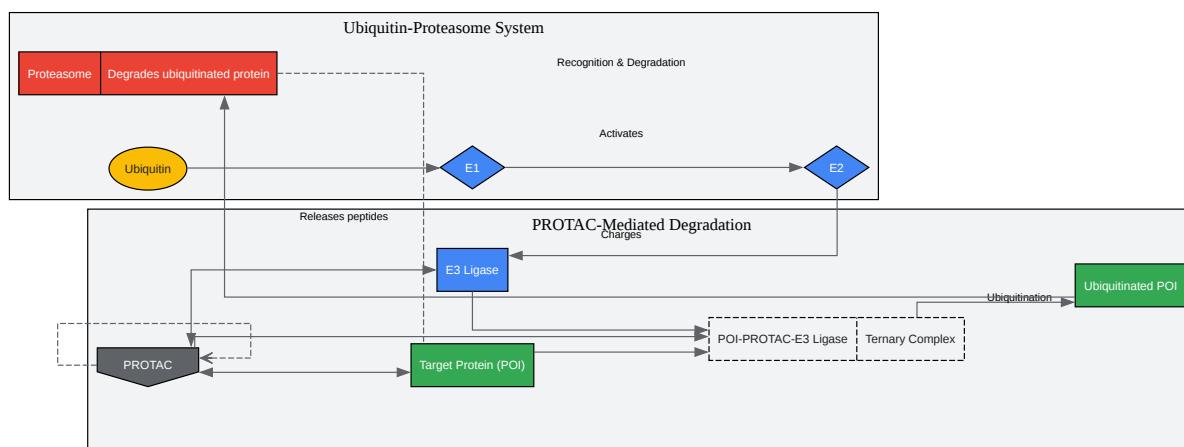 Ubiquitin-Proteasome System
Proteasome
Degrades ubiquitinated protein
Recognition & Degradation
Activates
Ubiquitin
E1
E2
Releases peptides
PROTAC-Mediated Degradation
Charges
E3 Ligase
Ubiquitinated POI
Ubiquitination
POI-PROTAC-E3 Ligase
Ternary Complex
PROTAC
Target Protein (POI)